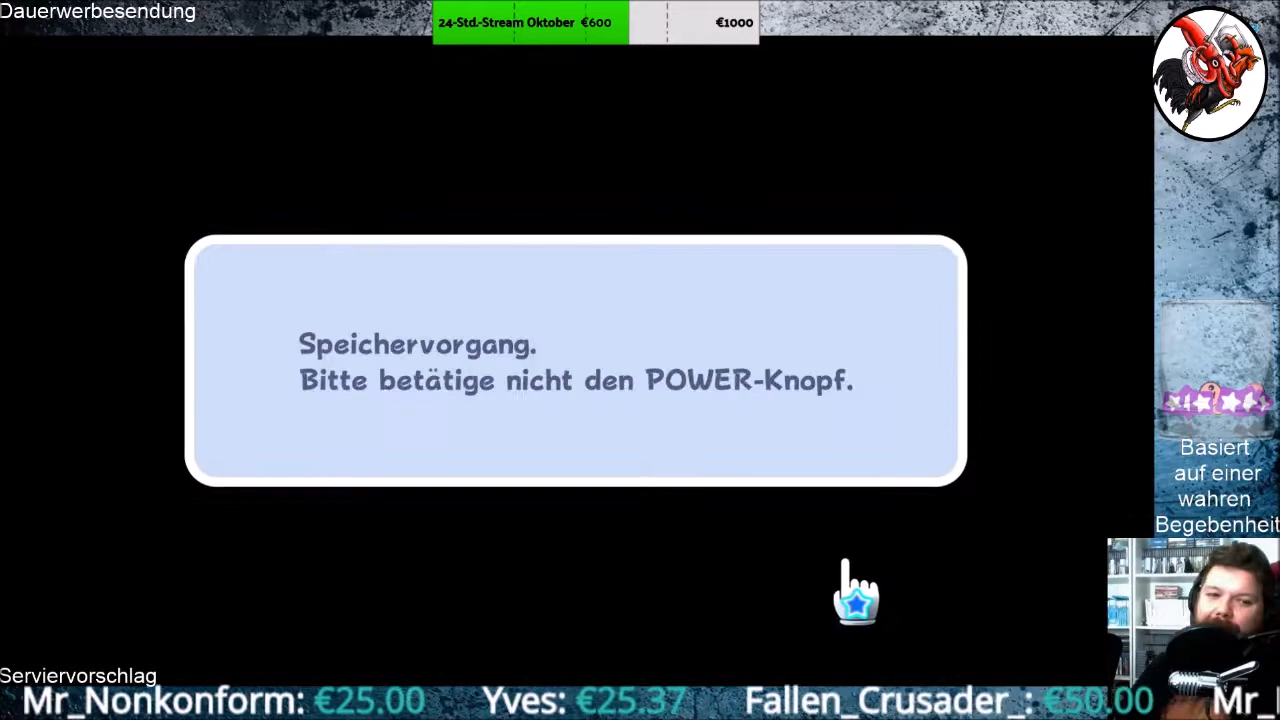 Dauerwerbesendung
24-Std.-Stream Oktober €600 €1000
Speichervorgang.
Bitte betätige nicht den POWER-Knopf.
Basiert
auf einer
wahren
Begebenheit
Serviervorschlag
Mr_Nonkonform: €25.00 Yves: €25.37 Fallen_Crusader_: €50.00 Mr_